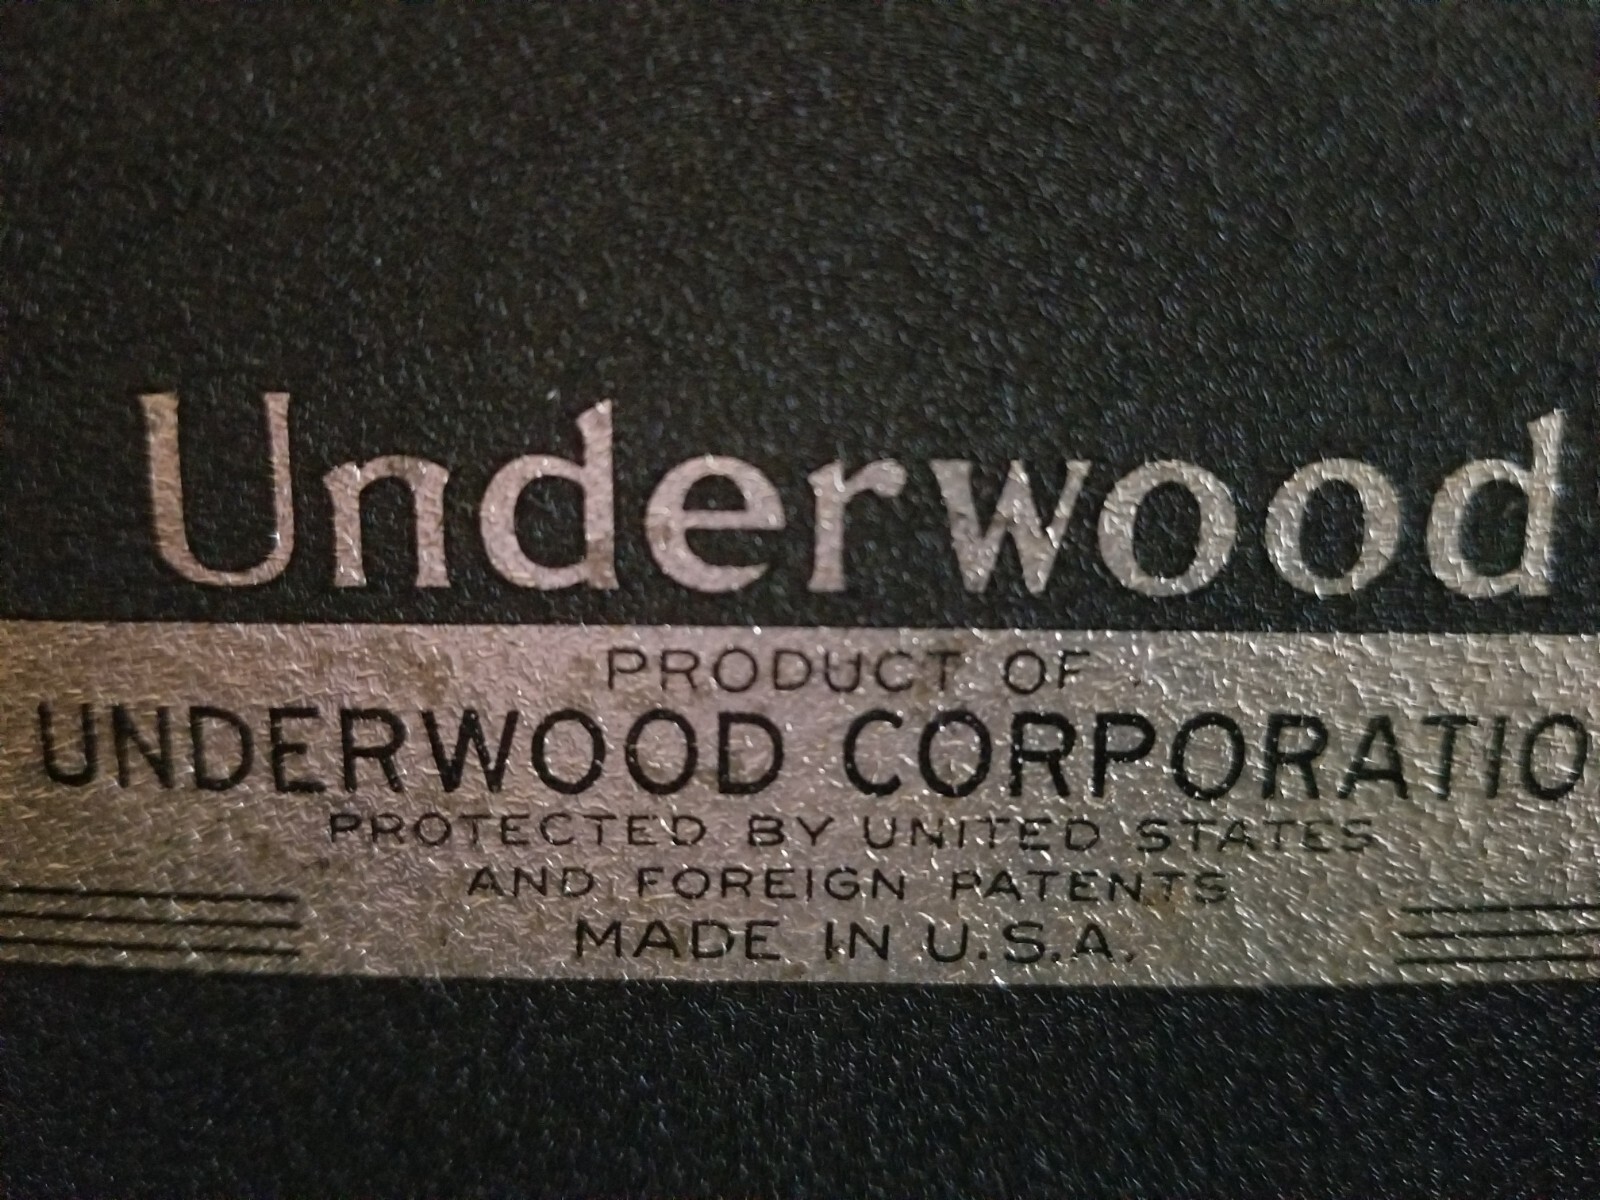 Underwood
PRODUCT OF
UNDERWOOD CORPORATIO
PROTECTED BY UNITED STATES
AND FOREIGN PATENTS
MADE IN U.S.A.